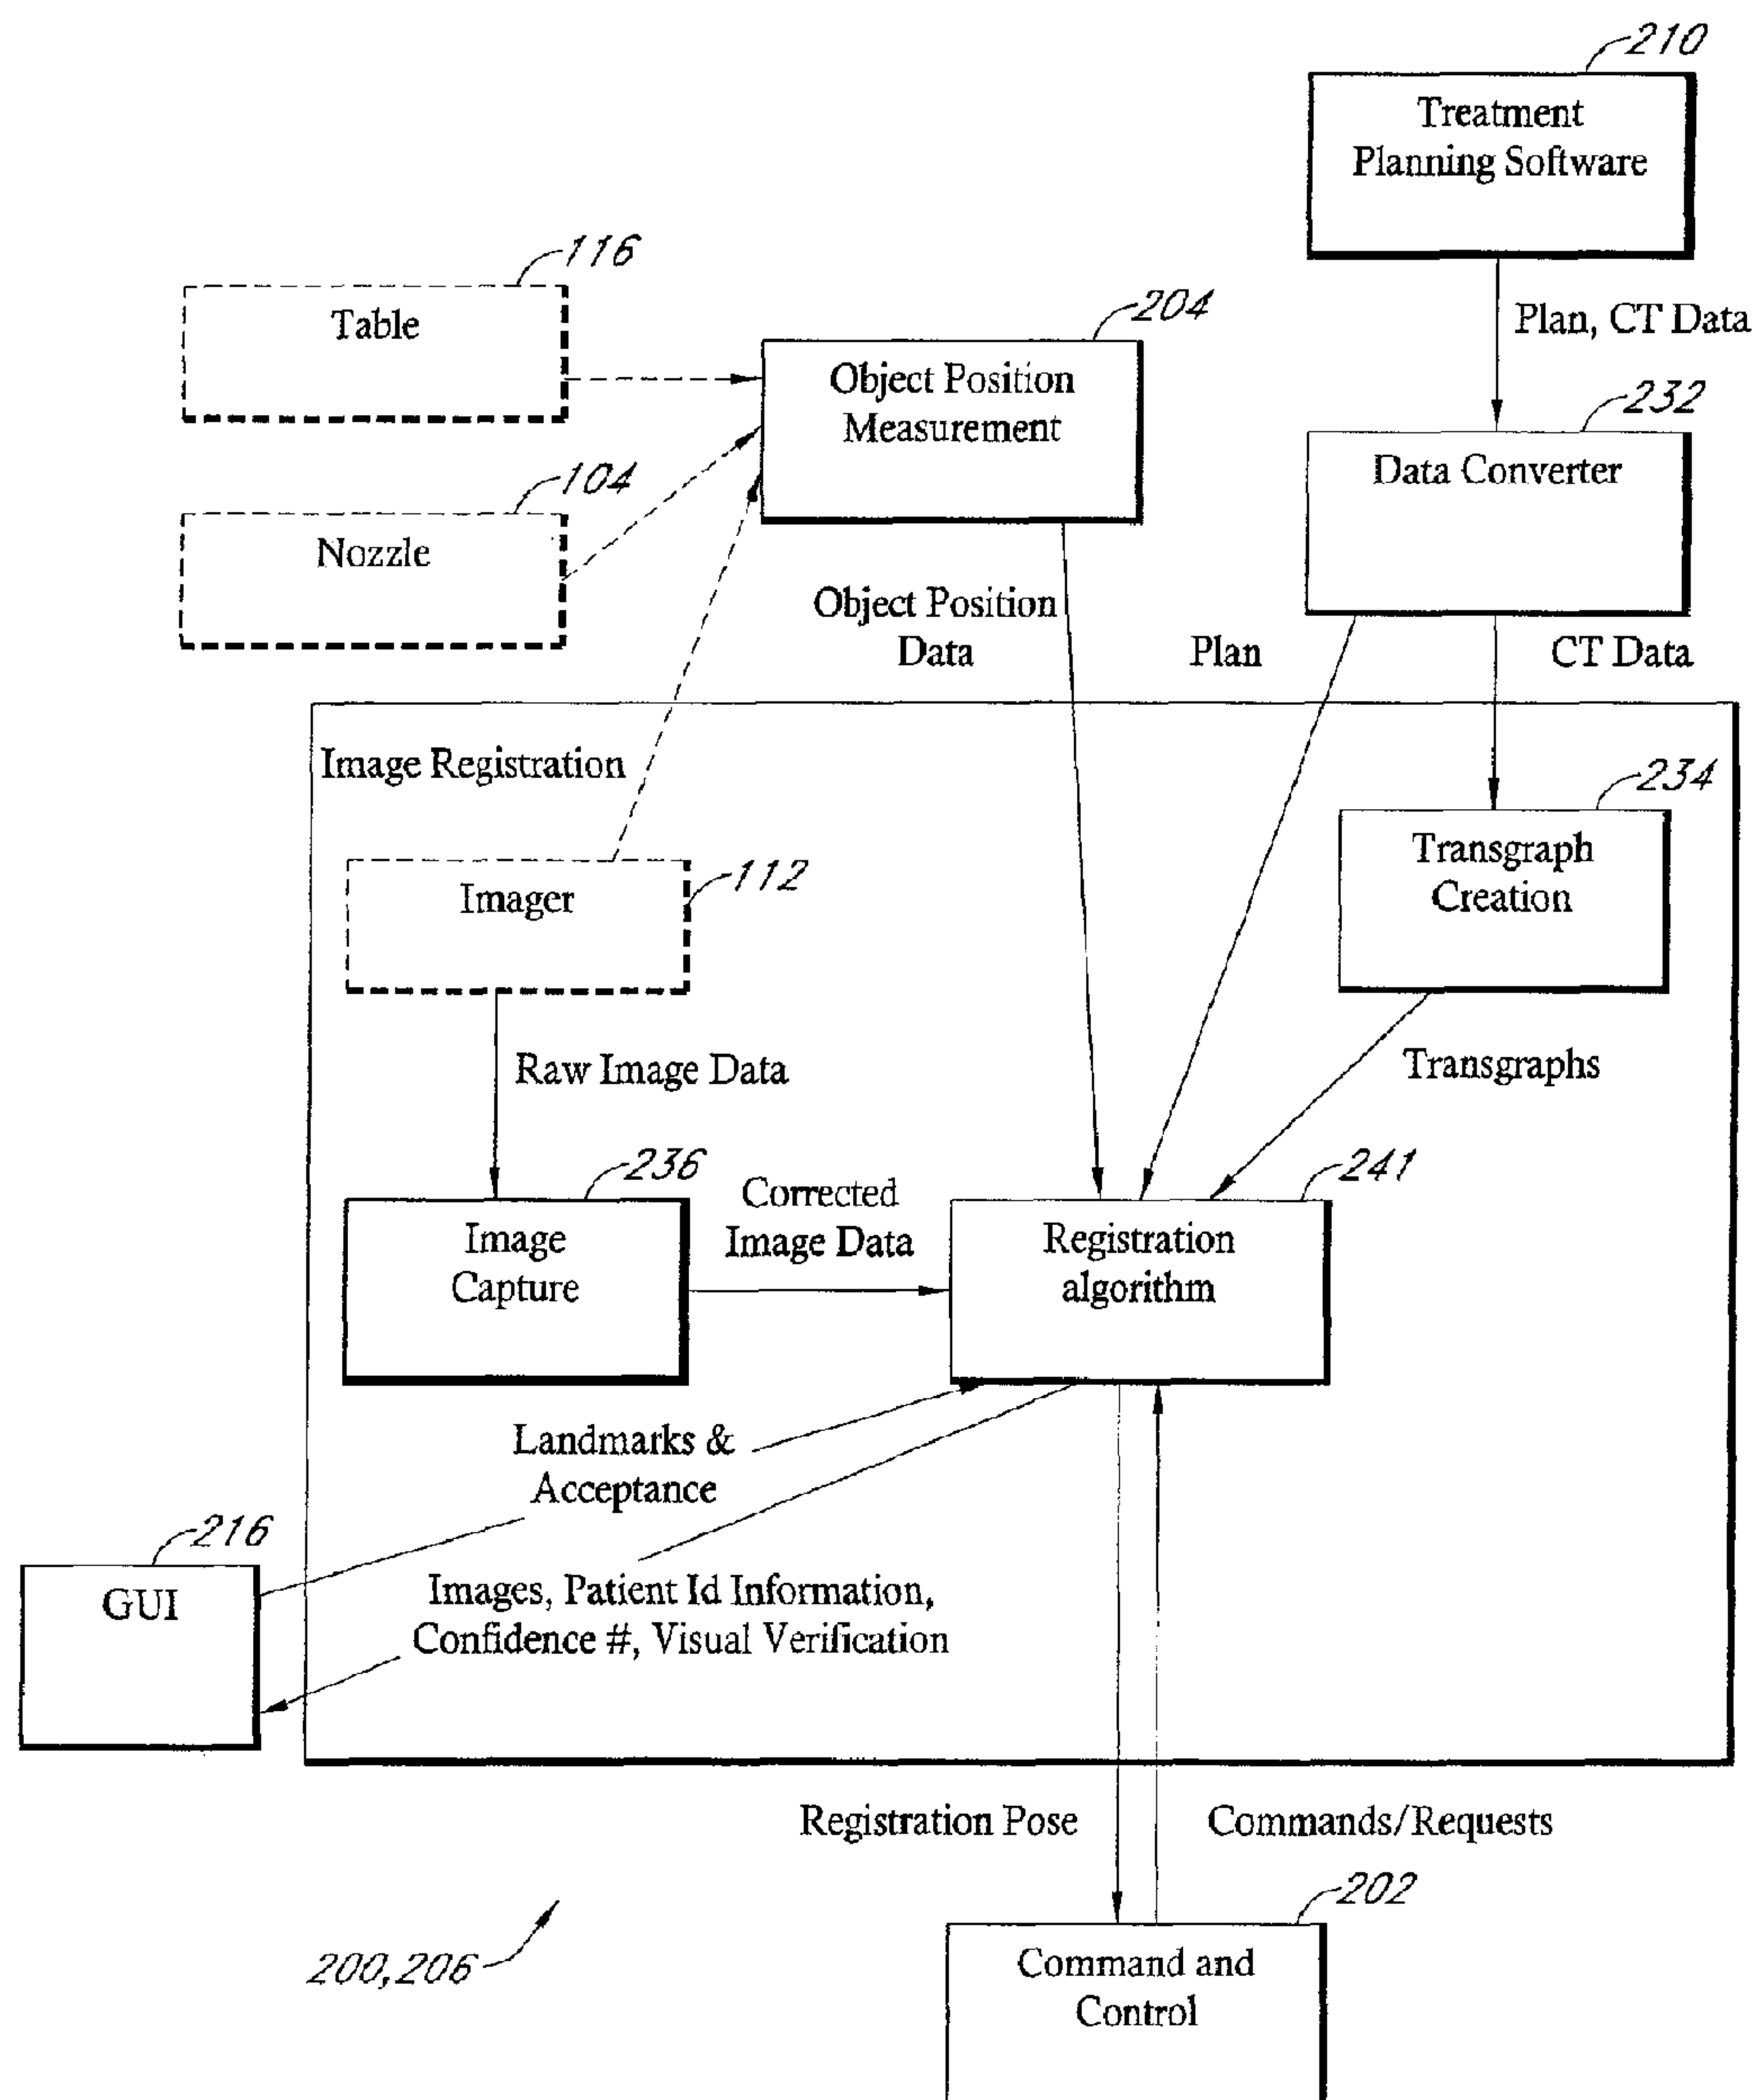 210
Treatment
Planning Software
116
Table
204
Plan, CT Data
Object Position
Measurement
232
Data Converter
104
Nozzle
Object Position
Data
Plan
CT Data
Image Registration
234
Transgraph
Creation
112
Imager
Raw Image Data
Transgraphs
236
Image
Capture
Corrected
Image Data
241
Registration
algorithm
Landmarks &
Acceptance
216
GUI
Images, Patient Id Information,
Confidence #, Visual Verification
Registration Pose
Commands/Requests
202
Command and
Control
200,206